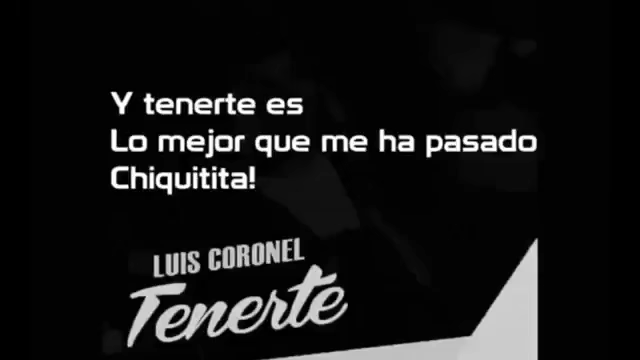 Y tenerte es
Lo mejor que me ha pasado
Chiquitita!
LUIS CORONEL
Tenerte